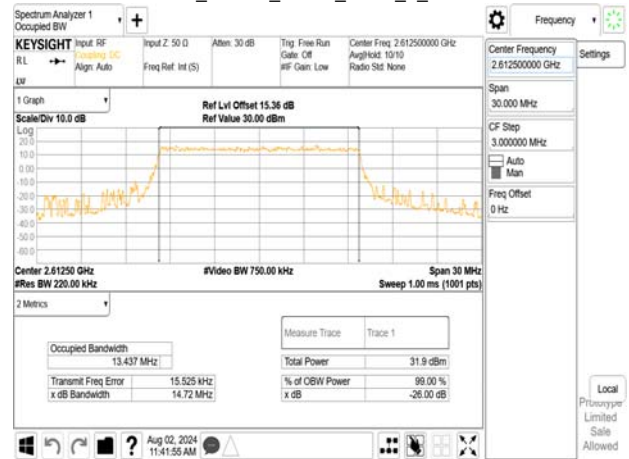 Spectrum Analyzer 1
Occupied BW
+
Frequency
KEYSIGHT
RL
Input: RF
Coupling: DC
Align: Auto
Input Z: 50 Ω
Freq Ref: Int (S)
Atten: 30 dB
Trig: Free Run
Gate: Off
#IF Gain: Low
Center Freq: 2.612500000 GHz
Avg|Hold: 10/10
Radio Std: None
Center Frequency
2.612500000 GHz
Settings
Span
30.000 MHz
CF Step
3.000000 MHz
Auto
Man
Freq Offset
0 Hz
1 Graph
Scale/Div 10.0 dB
Log
Ref Lvl Offset 15.36 dB
Ref Value 30.00 dBm
20.0
10.0
0.00
-10.0
-20.0
-30.0
-40.0
-50.0
-60.0
Center 2.61250 GHz
#Res BW 220.00 kHz
#Video BW 750.00 kHz
Span 30 MHz
Sweep 1.00 ms (1001 pts)
2 Metrics
Measure Trace
Trace 1
Occupied Bandwidth
13.437 MHz
Total Power
31.9 dBm
Transmit Freq Error
15.525 kHz
% of OBW Power
99.00 %
x dB Bandwidth
14.72 MHz
x dB
-26.00 dB
Local
Prototype
Limited
Sale
Allowed
?
Aug 02, 2024
11:41:55 AM